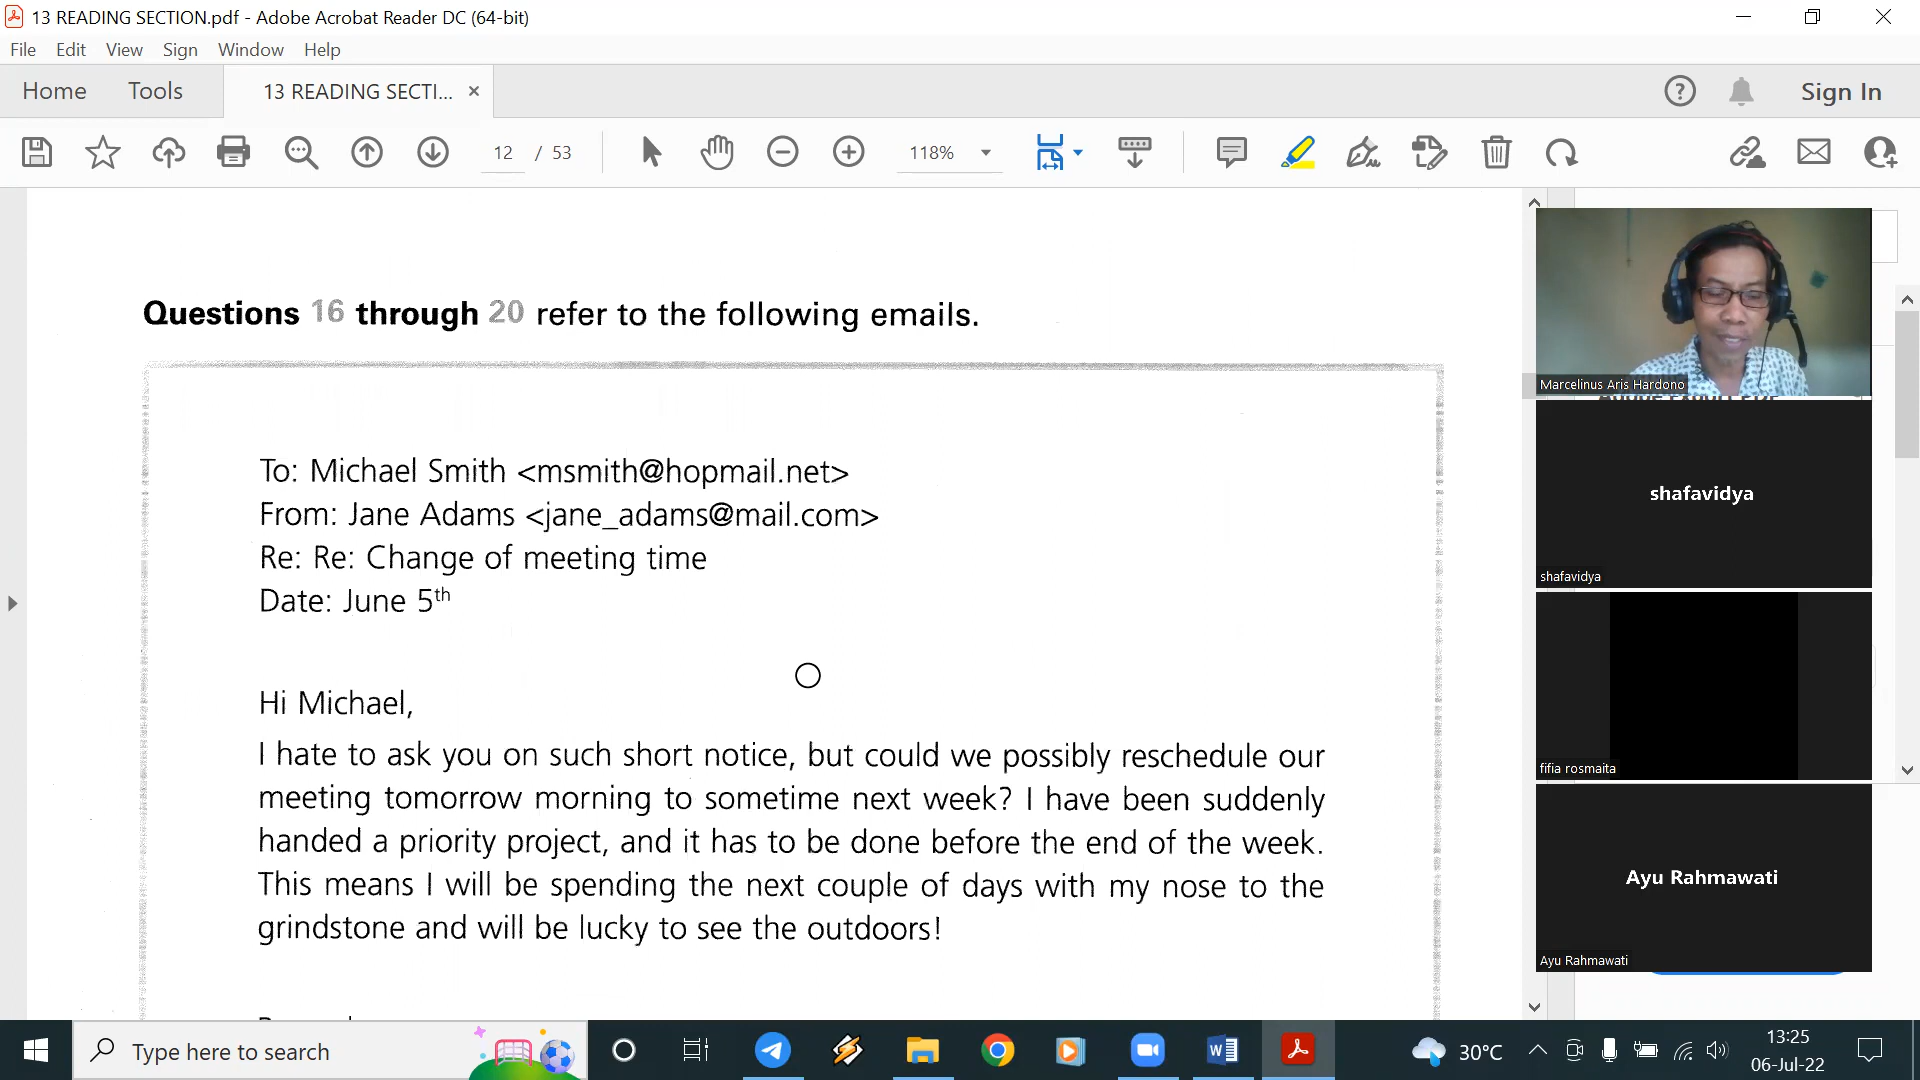 13 READING SECTION.pdf - Adobe Acrobat Reader DC (64-bit)
File Edit View Sign Window Help
Home Tools 13 READING SECTI... × Sign In
12 / 53 118%
Questions 16 through 20 refer to the following emails.
To: Michael Smith <msmith@hopmail.net>
From: Jane Adams <jane_adams@mail.com>
Re: Re: Change of meeting time
Date: June 5th
Hi Michael,
I hate to ask you on such short notice, but could we possibly reschedule our
meeting tomorrow morning to sometime next week? I have been suddenly
handed a priority project, and it has to be done before the end of the week.
This means I will be spending the next couple of days with my nose to the
grindstone and will be lucky to see the outdoors!
Marcelinus Aris Hardono
shafavidya
shafavidya
fifia rosmaita
Ayu Rahmawati
Ayu Rahmawati
Type here to search
30°C
13:25
06-Jul-22